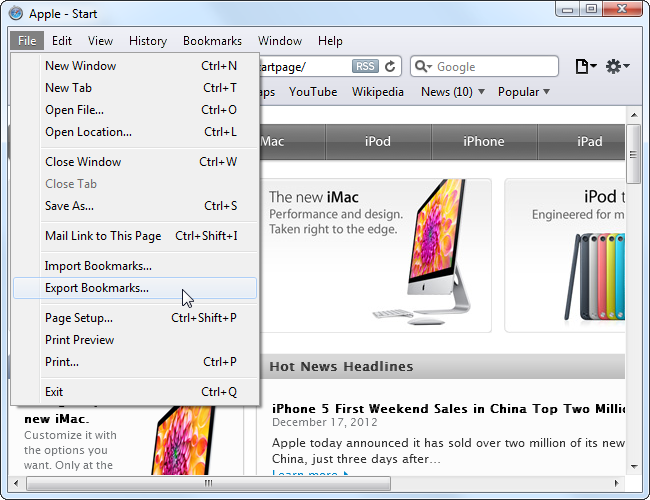 Apple - Start
File Edit View History Bookmarks Window Help
New Window Ctrl+N
New Tab Ctrl+T
Open File... Ctrl+O
Open Location... Ctrl+L
Close Window Ctrl+W
Close Tab
Save As... Ctrl+S
Mail Link to This Page Ctrl+Shift+I
Import Bookmarks...
Export Bookmarks...
Page Setup... Ctrl+Shift+P
Print Preview
Print... Ctrl+P
Exit Ctrl+Q
artpage/ RSS Google
aps YouTube Wikipedia News (10) Popular
Mac iPod iPhone iPad
The new iMac
Performance and design.
Taken right to the edge.
iPod t
Engineered for m
Hot News Headlines
iPhone 5 First Weekend Sales in China Top Two Millio
December 17, 2012
Apple today announced it has sold over two million of its new
China, just three days after...
Learn more
new iMac.
Customize it with
the options you
want. Only at the